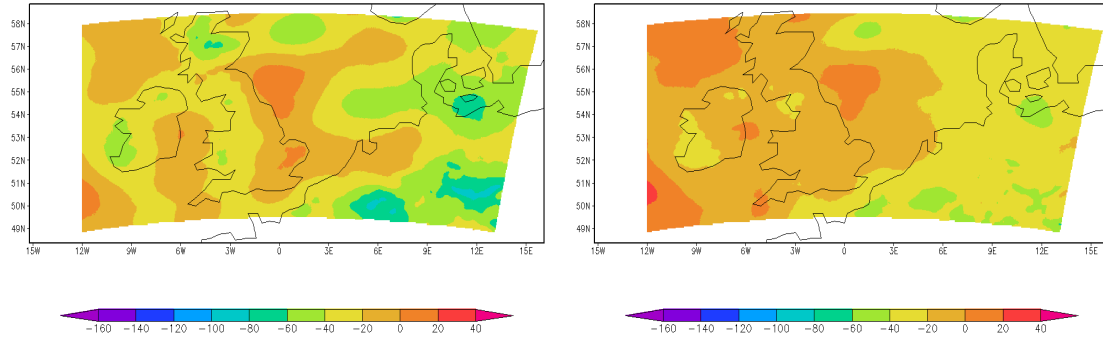 58N 58N
57N 57N
56N 56N
55N 55N
54N 54N
53N 53N
52N 52N
51N 51N
50N 50N
49N 49N
15W 12W 9W 6W 3W 0 3E 6E 9E 12E 15E 15W 12W 9W 6W 3W 0 3E 6E 9E 12E 15E
-160 -140 -120 -100 -80 -60 -40 -20 0 20 40 -160 -140 -120 -100 -80 -60 -40 -20 0 20 40